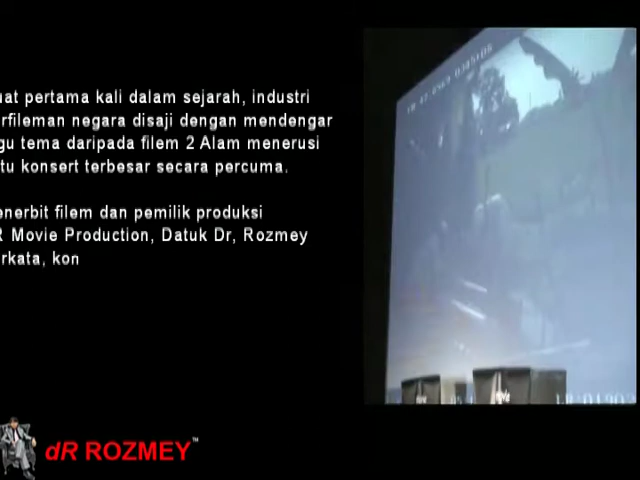 uat pertama kali dalam sejarah, industri
rfileman negara disaji dengan mendengar
gu tema daripada filem 2 Alam menerusi
tu konsert terbesar secara percuma.
enerbit filem dan pemilik produksi
R Movie Production, Datuk Dr, Rozmey
rkata, kon
dR ROZMEY™